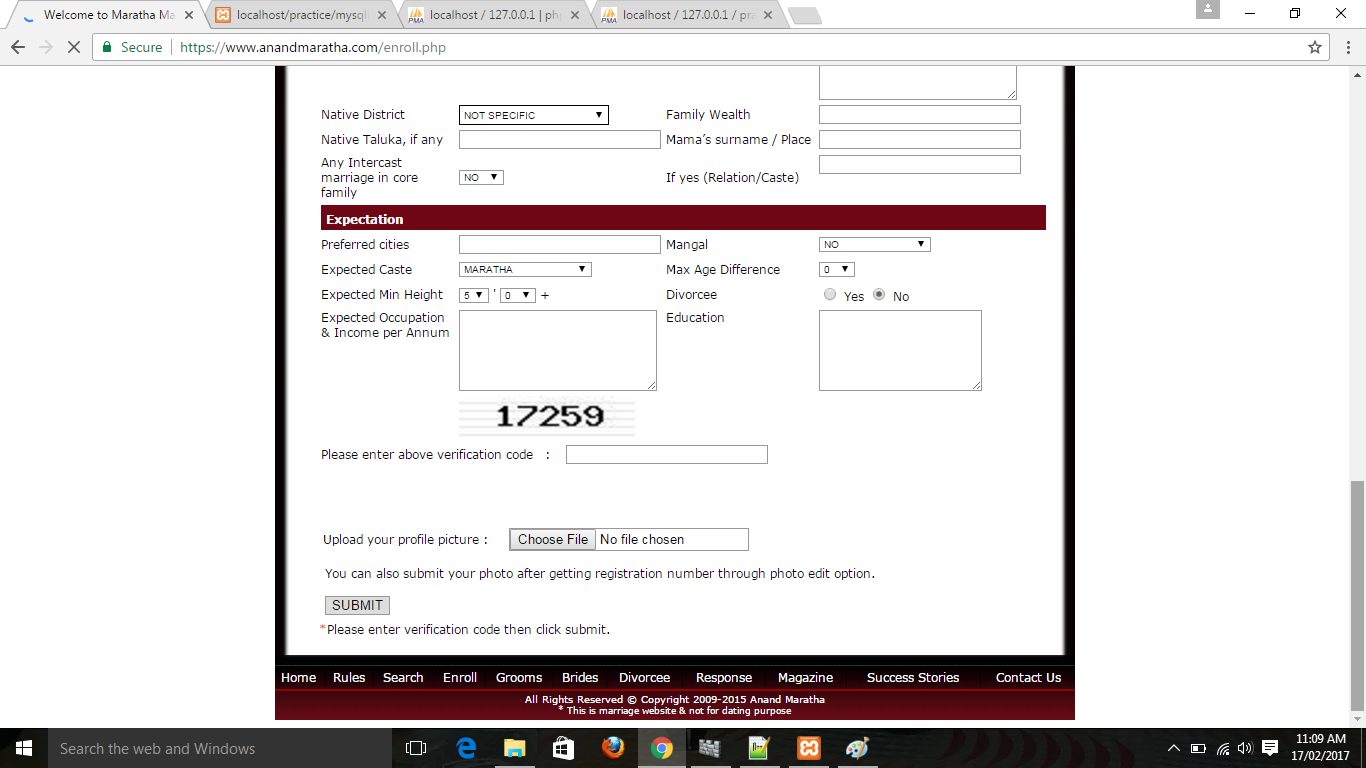 Welcome to Maratha Ma
localhost/practice/mysql
localhost / 127.0.0.1 | ph
localhost / 127.0.0.1 / pra
Secure
https://www.anandmaratha.com/enroll.php
Native District
NOT SPECIFIC
Family Wealth
Native Taluka, if any
Mama's surname / Place
Any Intercast
marriage in core
family
NO
If yes (Relation/Caste)
Expectation
Preferred cities
Mangal
NO
Expected Caste
MARATHA
Max Age Difference
0
Expected Min Height
5 ' 0 +
Divorcee
Yes No
Expected Occupation
& Income per Annum
Education
17259
Please enter above verification code :
Upload your profile picture :
Choose File No file chosen
You can also submit your photo after getting registration number through photo edit option.
SUBMIT
*Please enter verification code then click submit.
Home Rules Search Enroll Grooms Brides Divorcee Response Magazine Success Stories Contact Us
All Rights Reserved © Copyright 2009-2015 Anand Maratha
* This is marriage website & not for dating purpose
Search the web and Windows
11:09 AM
17/02/2017